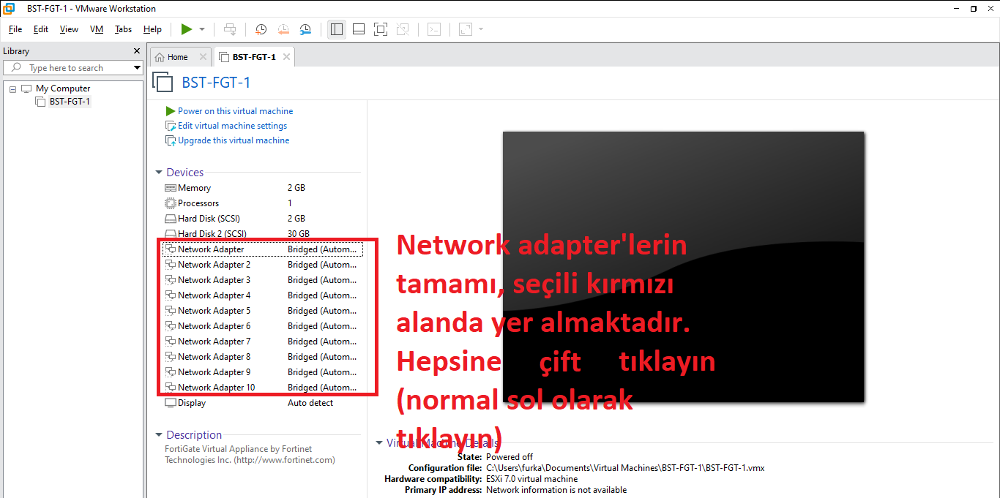 BST-FGT-1 - VMware Workstation
File Edit View VM Tabs Help
Library
Type here to search
My Computer
BST-FGT-1
Home
BST-FGT-1
BST-FGT-1
Power on this virtual machine
Edit virtual machine settings
Upgrade this virtual machine
Devices
Memory 2 GB
Processors 1
Hard Disk (SCSI) 2 GB
Hard Disk 2 (SCSI) 30 GB
Network Adapter Bridged (Autom...
Network Adapter 2 Bridged (Autom...
Network Adapter 3 Bridged (Autom...
Network Adapter 4 Bridged (Autom...
Network Adapter 5 Bridged (Autom...
Network Adapter 6 Bridged (Autom...
Network Adapter 7 Bridged (Autom...
Network Adapter 8 Bridged (Autom...
Network Adapter 9 Bridged (Autom...
Network Adapter 10 Bridged (Autom...
Display Auto detect
Description
FortiGate Virtual Appliance by Fortinet
Technologies Inc. (http://www.fortinet.com)
Network adapter'lerin
tamamı, seçili kırmızı
alanda yer almaktadır.
Hepsine çift tıklayın
(normal sol olarak
tıklayın)
Virtual Machine Details
State: Powered off
Configuration file: C:\Users\furka\Documents\Virtual Machines\BST-FGT-1\BST-FGT-1.vmx
Hardware compatibility: ESXi 7.0 virtual machine
Primary IP address: Network information is not available